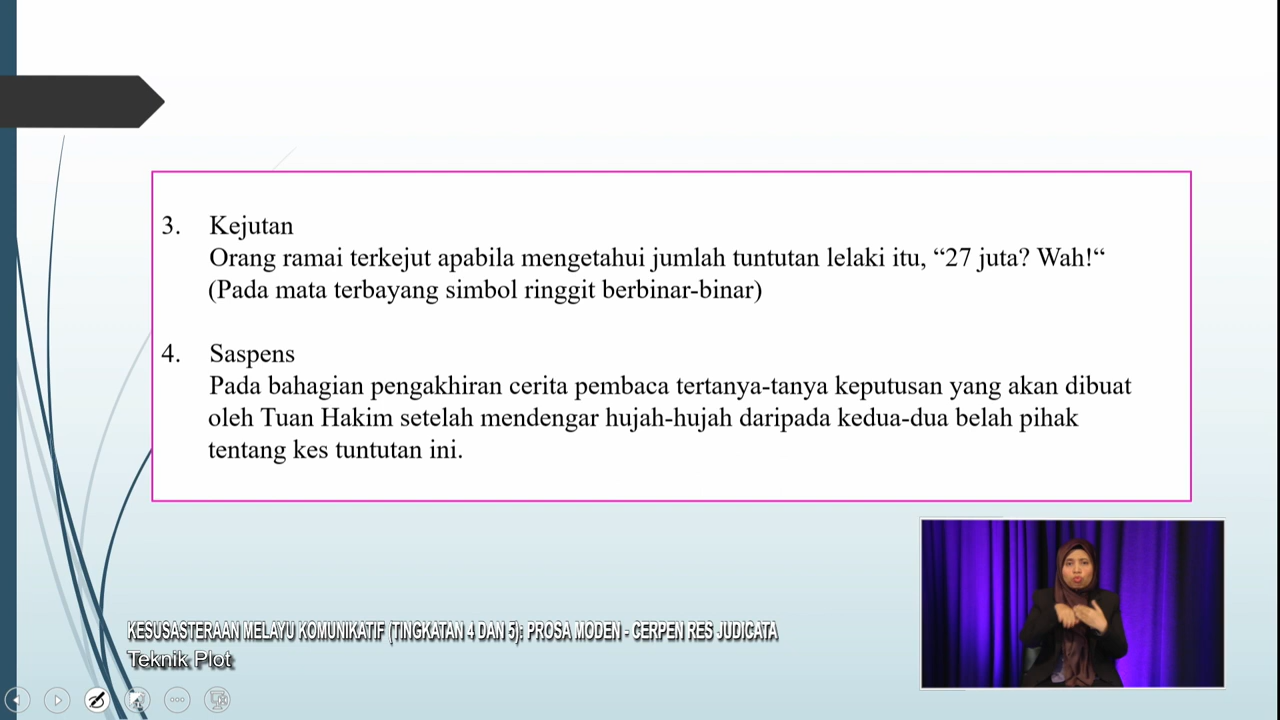 3. Kejutan
Orang ramai terkejut apabila mengetahui jumlah tuntutan lelaki itu, “27 juta? Wah!“
(Pada mata terbayang simbol ringgit berbinar-binar)
4. Saspens
Pada bahagian pengakhiran cerita pembaca tertanya-tanya keputusan yang akan dibuat
oleh Tuan Hakim setelah mendengar hujah-hujah daripada kedua-dua belah pihak
tentang kes tuntutan ini.
KESUSASTERAAN MELAYU KOMUNIKATIF (TINGKATAN 4 DAN 5): PROSA MODEN - CERPEN RES JUDICATA
Teknik Plot